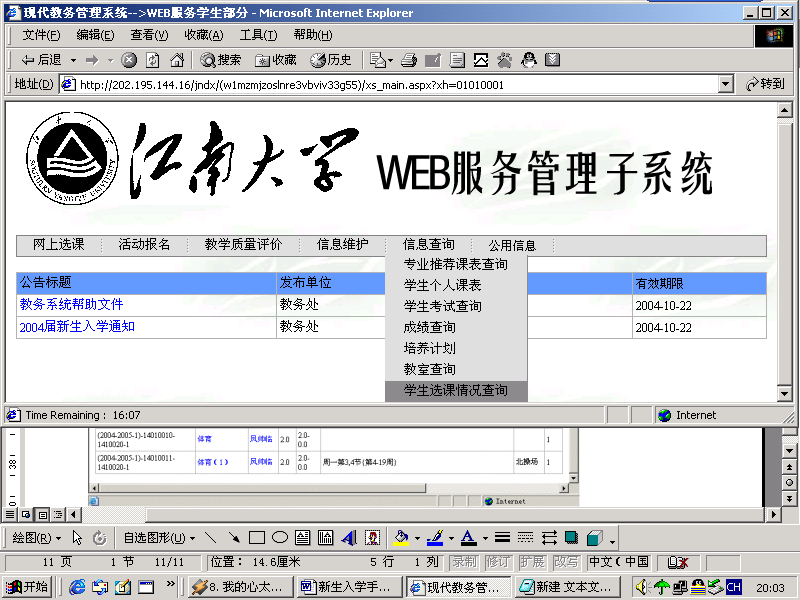 现代教务管理系统-->WEB服务学生部分 - Microsoft Internet Explorer
文件(F) 编辑(E) 查看(V) 收藏(A) 工具(T) 帮助(H)
后退 搜索 收藏 历史
地址(D) http://202.195.144.16/jndx/(w1mzmjzoslnre3vbviv33g55)/xs_main.aspx?xh=01010001 转到
江南大学 WEB服务管理子系统
SOUTHERN YANGTZE UNIVERSITY
网上选课 活动报名 教学质量评价 信息维护 信息查询 公用信息
专业推荐课表查询
学生个人课表
学生考试查询
成绩查询
培养计划
教室查询
学生选课情况查询
公告标题 发布单位 有效期限
教务系统帮助文件 教务处 2004-10-22
2004届新生入学通知 教务处 2004-10-22
Time Remaining : 16:07 Internet
(2004-2005-1)-14010010-
1410020-1 体育 风帅临 2.0 2.0-
0.0 1
(2004-2005-1)-14010011-
1410020-1 体育(1) 风帅临 2.0 2.0-
0.0 周一第3,4节{第4-19周} 北操场 1
Internet
38
绘图(R) 自选图形(U)
11 页 1 节 11/11 位置: 14.6厘米 5 行 1 列 录制 修订 扩展 改写 中文(中国
开始 8. 我的心太... 新生入学手... 现代教务管... 新建 文本文... CH 20:03